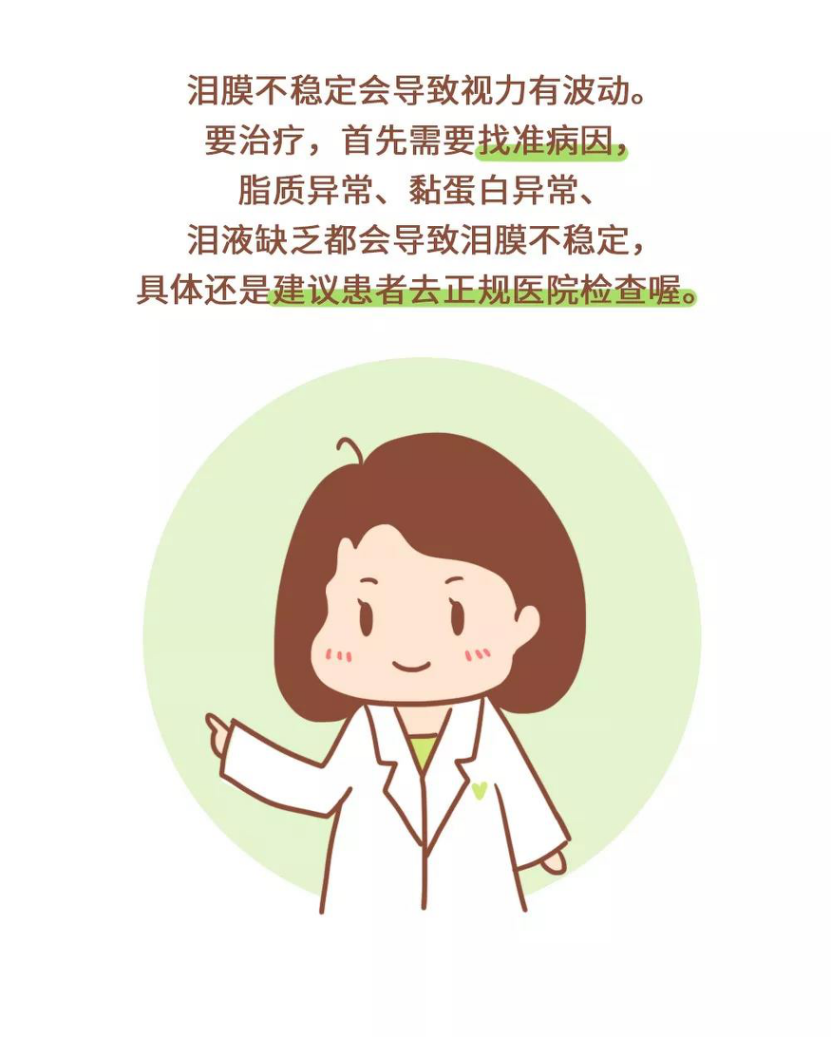 泪膜不稳定会导致视力有波动。
要治疗，首先需要找准病因，
脂质异常、黏蛋白异常、
泪液缺乏都会导致泪膜不稳定，
具体还是建议患者去正规医院检查喔。